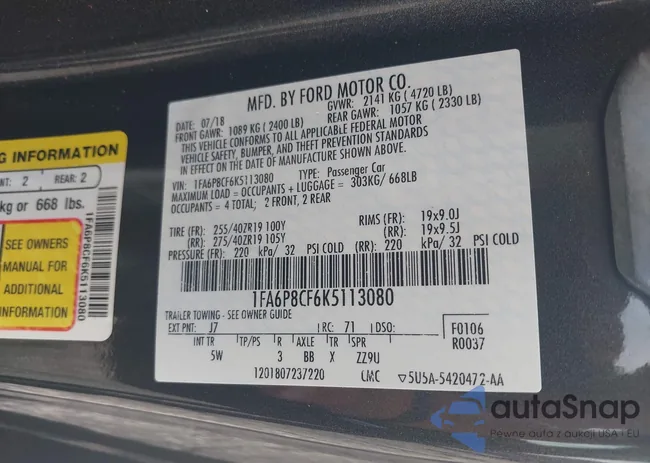 G INFORMATION
NT: 2 REAR: 2
kg or 668 lbs.
SEE OWNERS
MANUAL FOR
ADDITIONAL
INFORMATION
1FA6P8CF6K5113080
MFD. BY FORD MOTOR CO.
DATE: 07/18 GVWR: 2141 KG ( 4720 LB)
FRONT GAWR: 1089 KG ( 2400 LB) REAR GAWR: 1057 KG ( 2330 LB)
THIS VEHICLE CONFORMS TO ALL APPLICABLE FEDERAL MOTOR
VEHICLE SAFETY, BUMPER, AND THEFT PREVENTION STANDARDS
IN EFFECT ON THE DATE OF MANUFACTURE SHOWN ABOVE.
VIN: 1FA6P8CF6K5113080 TYPE: Passenger Car
MAXIMUM LOAD = OCCUPANTS + LUGGAGE = 303KG/ 668LB
OCCUPANTS = 4 TOTAL; 2 FRONT, 2 REAR
TIRE (FR): 255/40ZR19 100Y RIMS (FR): 19x9.0J
(RR): 275/40ZR19 105Y (RR): 19x9.5J
PRESSURE (FR): 220 kPa/ 32 PSI COLD (RR): 220 kPa/ 32 PSI COLD
1FA6P8CF6K5113080
TRAILER TOWING - SEE OWNER GUIDE
EXT PNT: J7 RC: 71 DSO: F0106
INT TR TP/PS R AXLE TR SPR R0037
5W 3 BB X ZZ9U
1201807237220 CMC ▽5U5A-5420472-AA
autaSnap
Pewne auto z aukcji USA i EU